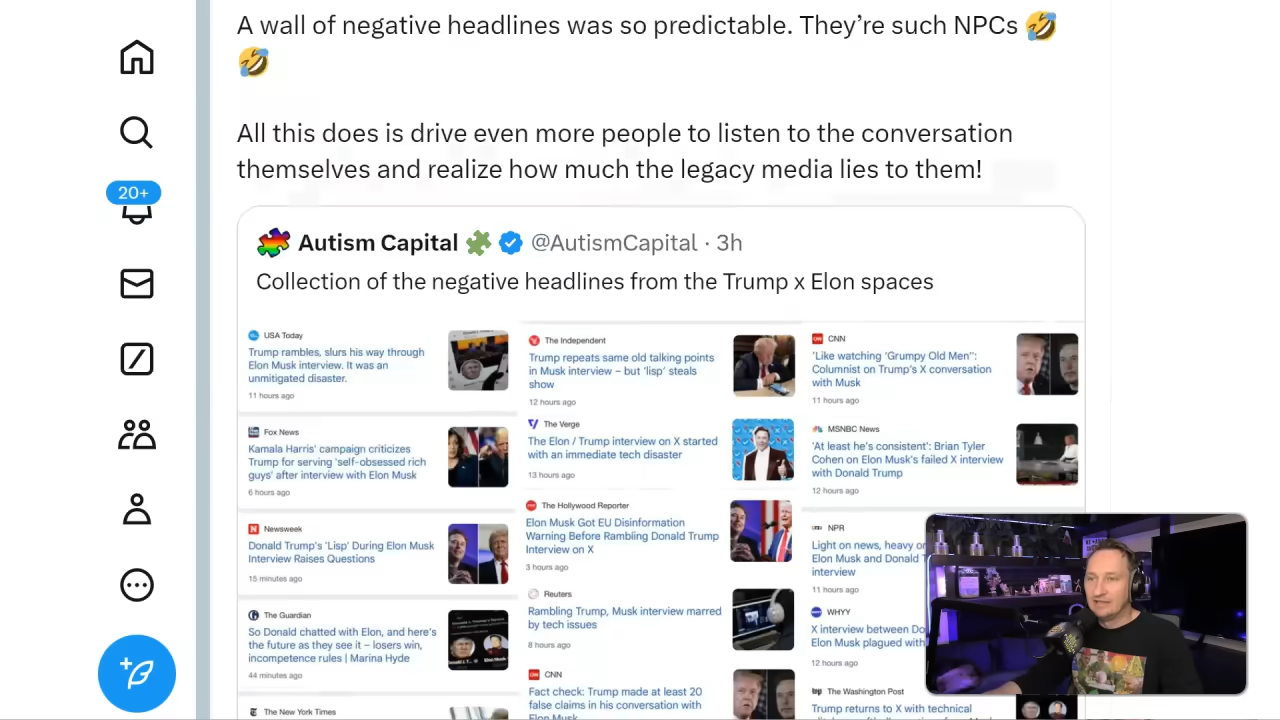 A wall of negative headlines was so predictable. They’re such NPCs 🤣
🤣
All this does is drive even more people to listen to the conversation
themselves and realize how much the legacy media lies to them!
20+
Autism Capital 🧩 @AutismCapital · 3h
Collection of the negative headlines from the Trump x Elon spaces
USA Today
Trump rambles, slurs his way through
Elon Musk interview. It was an
unmitigated disaster.
11 hours ago
Fox News
Kamala Harris' campaign criticizes
Trump for serving 'self-obsessed rich
guys' after interview with Elon Musk
6 hours ago
Newsweek
Donald Trump's 'Lisp' During Elon Musk
Interview Raises Questions
15 minutes ago
The Guardian
So Donald chatted with Elon, and here's
the future as they see it – losers win,
incompetence rules | Marina Hyde
44 minutes ago
The New York Times
The Independent
Trump repeats same old talking points
in Musk interview – but 'lisp' steals
show
12 hours ago
The Verge
The Elon / Trump interview on X started
with an immediate tech disaster
13 hours ago
The Hollywood Reporter
Elon Musk Got EU Disinformation
Warning Before Rambling Donald Trump
Interview on X
3 hours ago
Reuters
Rambling Trump, Musk interview marred
by tech issues
8 hours ago
CNN
Fact check: Trump made at least 20
false claims in his conversation with
Elon Musk
CNN
'Like watching 'Grumpy Old Men'':
Columnist on Trump's X conversation
with Musk
11 hours ago
MSNBC News
'At least he's consistent': Brian Tyler
Cohen on Elon Musk's failed X interview
with Donald Trump
12 hours ago
NPR
Light on news, heavy
Elon Musk and Donald
interview
11 hours ago
WHYY
X interview between
Elon Musk plagued
12 hours ago
The Washington Post
Trump returns to X with technical